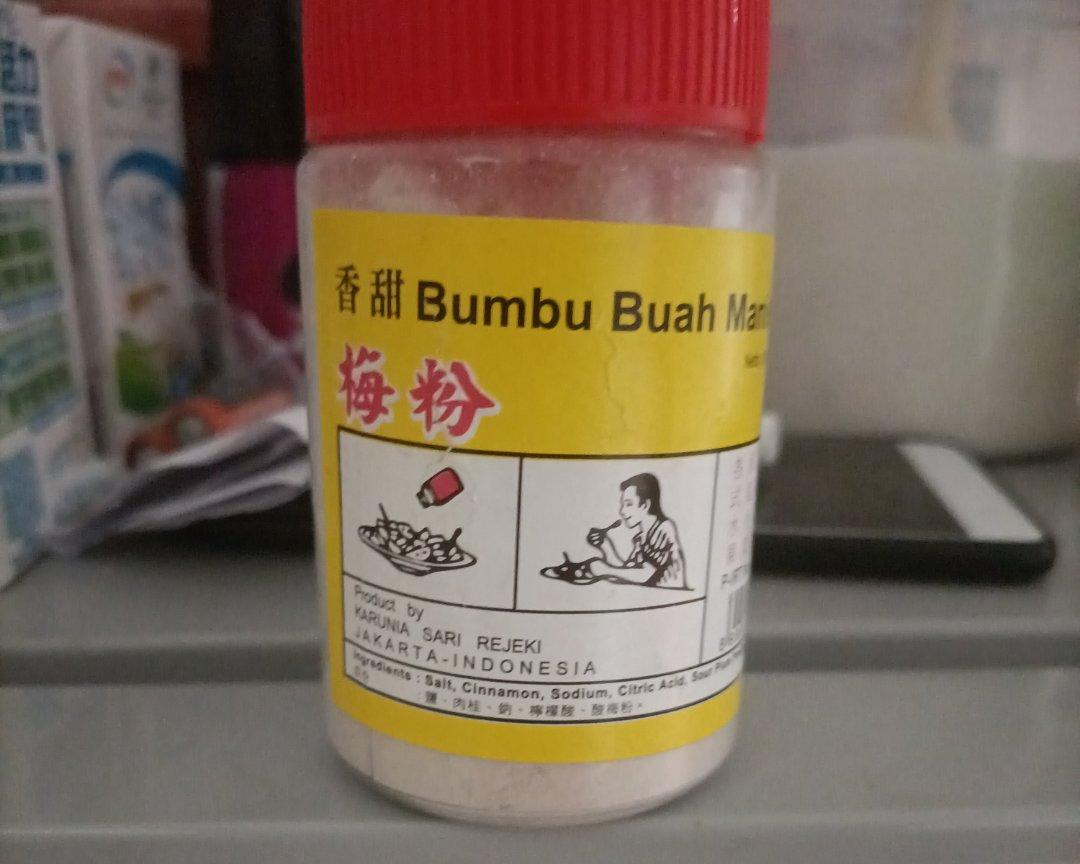 香甜 Bumbu Buah
梅粉
Product by
KARUNIA SARI REJEKI
JAKARTA-INDONESIA
Ingredients : Salt, Cinnamon, Sodium, Citric Acid, Sour Plum
鹽、肉桂、鈉、檸檬酸、酸梅粉。